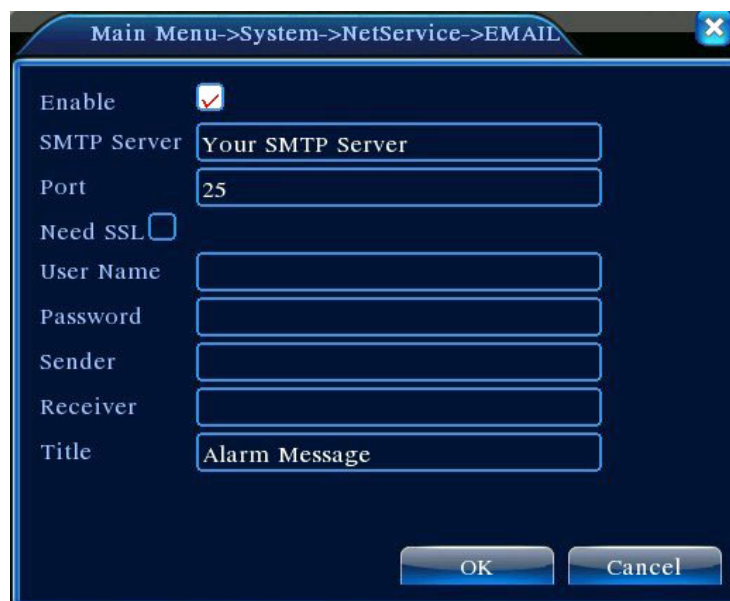 Main Menu->System->NetService->EMAIL
Enable
SMTP Server Your SMTP Server
Port 25
Need SSL
User Name
Password
Sender
Receiver
Title Alarm Message
OK Cancel